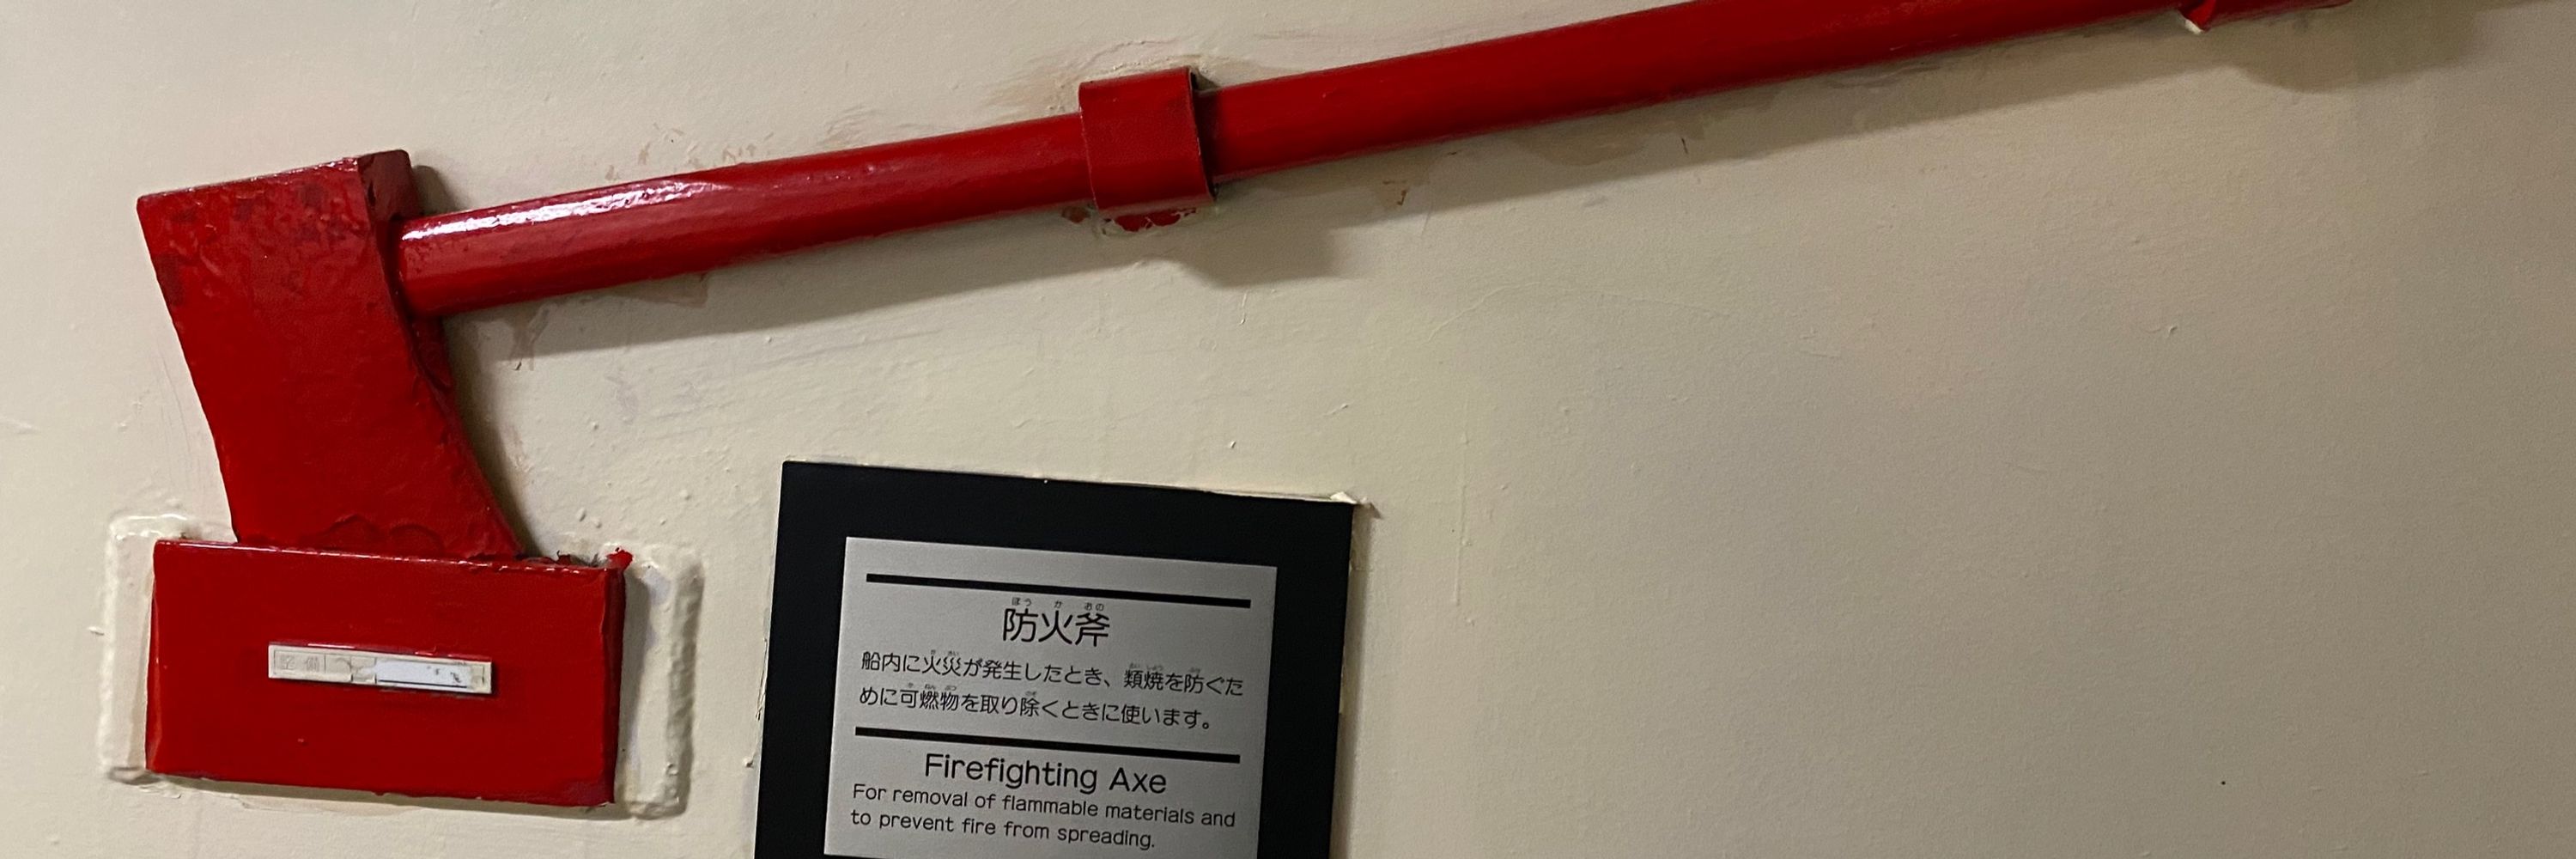 整備
防火斧
船内に火災が発生したとき、類焼を防ぐた
めに可燃物を取り除くときに使います。
Firefighting Axe
For removal of flammable materials and
to prevent fire from spreading.